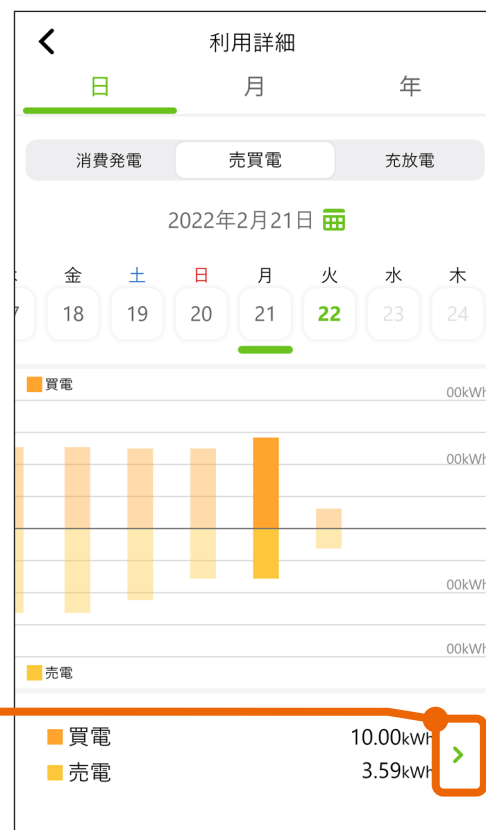 利用詳細
日 月 年
消費発電 売買電 充放電
2022年2月21日
金 土 日 月 火 水 木
7 18 19 20 21 22 23 24
買電
00kWh
00kWh
00kWh
00kWh
売電
買電 10.00kWh
売電 3.59kWh